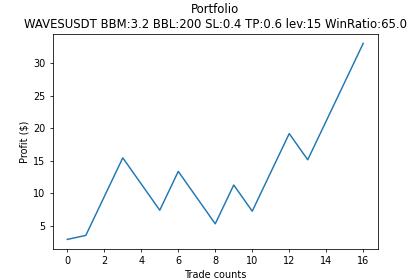 Portfolio
WAVESUSDT BBM:3.2 BBL:200 SL:0.4 TP:0.6 lev:15 WinRatio:65.0
Profit ($)
30
25
20
15
10
5
0 2 4 6 8 10 12 14 16
Trade counts